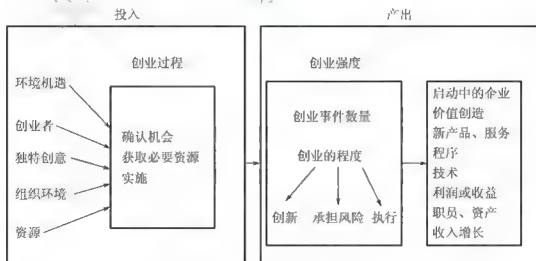 投入
创业过程
环境机遇
创业者
独特创意
组织环境
资源
确认机会
获取必要资源
实施
产出
创业强度
创业事件数量
创业的程度
创新 承担风险 执行
启动中的企业
价值创造
新产品、服务
程序
技术
利润或收益
职员、资产
收入增长